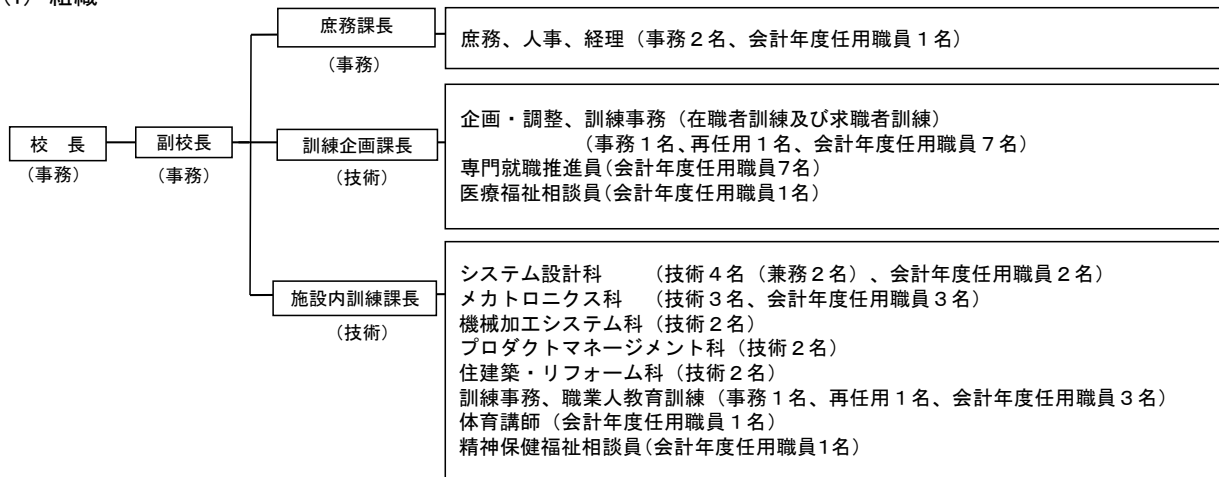 (1) 組織
庶務課長
(事務)
庶務、人事、経理（事務２名、会計年度任用職員１名）
校　長
(事務)
副校長
(事務)
訓練企画課長
(技術)
企画・調整、訓練事務（在職者訓練及び求職者訓練）
（事務１名、再任用１名、会計年度任用職員７名）
専門就職推進員(会計年度任用職員7名)
医療福祉相談員(会計年度任用職員1名)
施設内訓練課長
(技術)
システム設計科　　（技術４名（兼務２名）、会計年度任用職員２名）
メカトロニクス科　（技術３名、会計年度任用職員３名）
機械加工システム科（技術２名）
プロダクトマネージメント科（技術２名）
住建築・リフォーム科（技術２名）
訓練事務、職業人教育訓練（事務１名、再任用１名、会計年度任用職員３名）
体育講師（会計年度任用職員１名）
精神保健福祉相談員(会計年度任用職員1名)